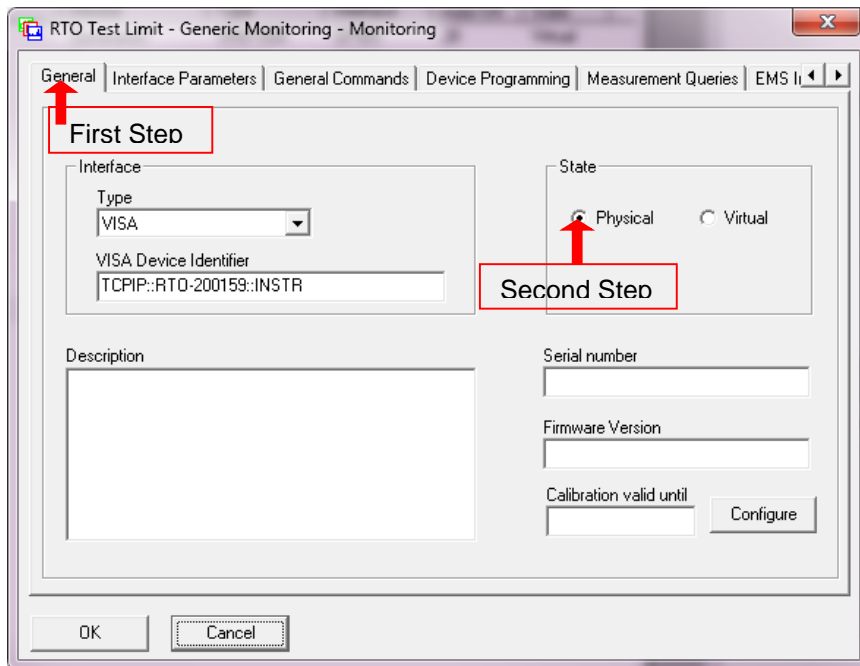 RTO Test Limit - Generic Monitoring - Monitoring
General Interface Parameters General Commands Device Programming Measurement Queries EMS
First Step
Interface
Type
VISA
VISA Device Identifier
TCPIP::RTO-200159::INSTR
State
Physical Virtual
Second Step
Description
Serial number
Firmware Version
Calibration valid until
Configure
OK Cancel